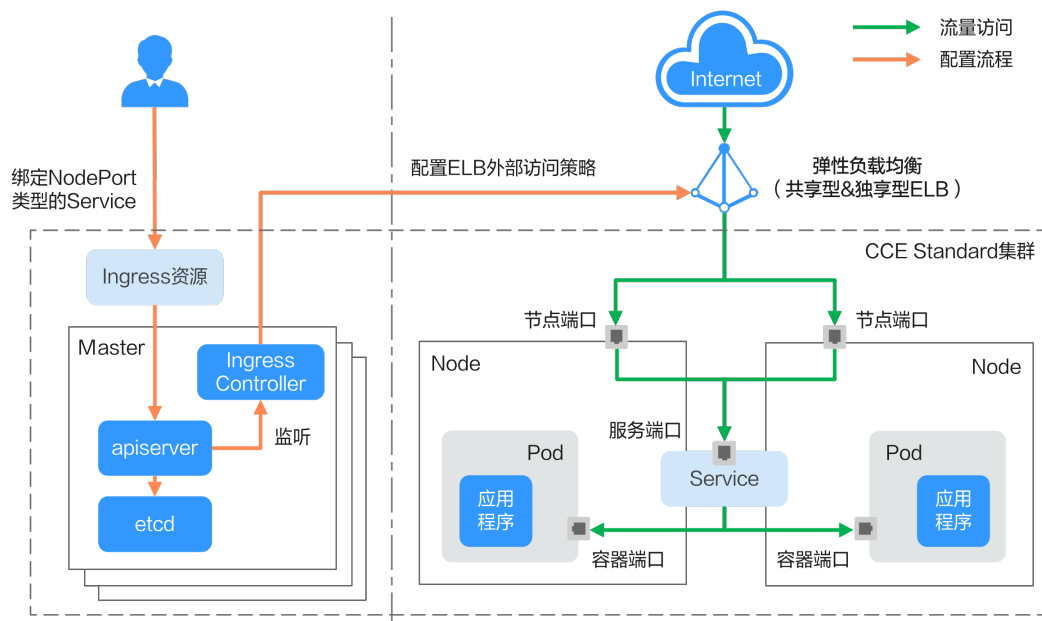 Internet
流量访问
配置流程
绑定NodePort
类型的Service
配置ELB外部访问策略
弹性负载均衡
（共享型&独享型ELB）
CCE Standard集群
Ingress资源
节点端口
节点端口
Master
Ingress
Controller
Node
Node
apiserver
监听
服务端口
Pod
Service
Pod
etcd
应用
程序
应用
程序
容器端口
容器端口